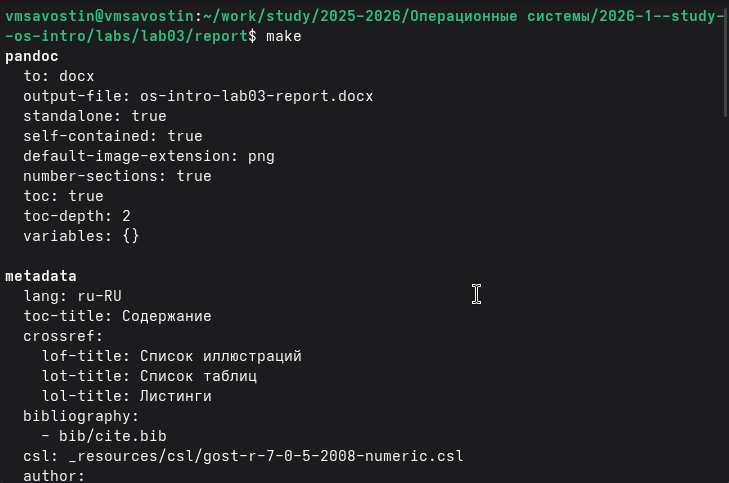 vmsavostin@vmsavostin:~/work/study/2025-2026/Операционные системы/2026-1--study-
-os-intro/labs/lab03/report$ make
pandoc
  to: docx
  output-file: os-intro-lab03-report.docx
  standalone: true
  self-contained: true
  default-image-extension: png
  number-sections: true
  toc: true
  toc-depth: 2
  variables: {}

metadata
  lang: ru-RU
  toc-title: Содержание
  crossref:
    lof-title: Список иллюстраций
    lot-title: Список таблиц
    lol-title: Листинги
  bibliography:
    - bib/cite.bib
  csl: _resources/csl/gost-r-7-0-5-2008-numeric.csl
  author: